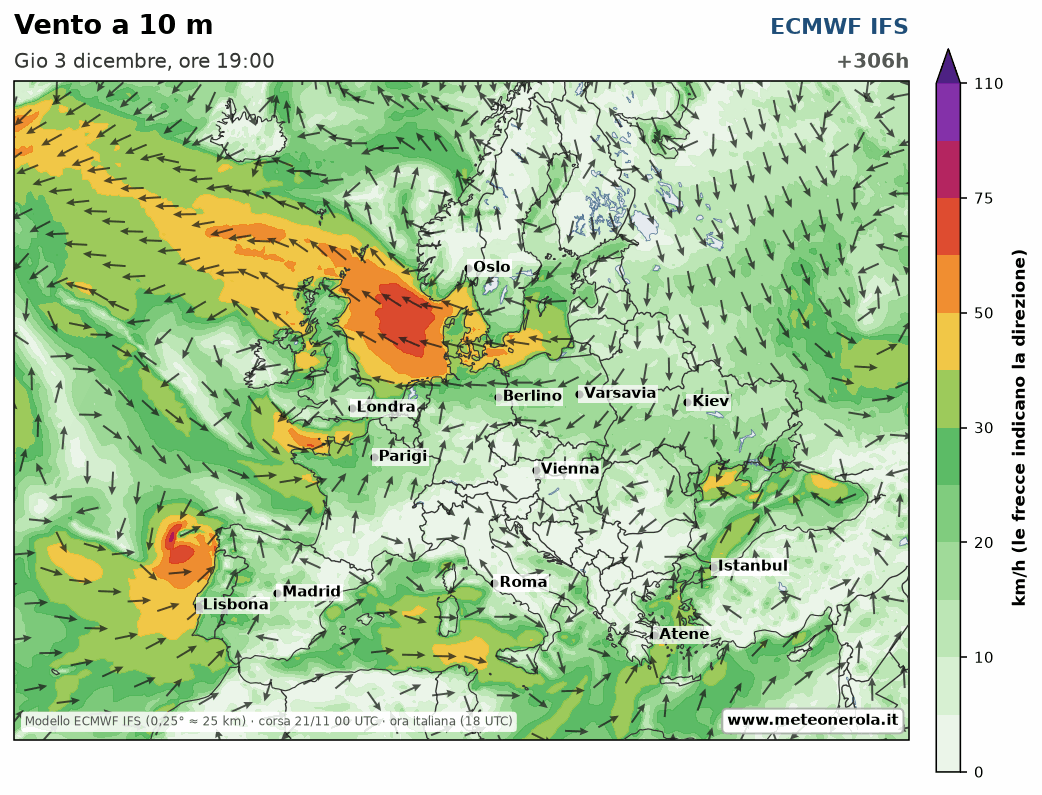 Vento a 10 m
ECMWF IFS
Gio 3 dicembre, ore 19:00
+306h
110
75
50
30
20
10
0
km/h (le frecce indicano la direzione)
Oslo
Londra
Berlino
Varsavia
Kiev
Parigi
Vienna
Roma
Istanbul
Madrid
Lisbona
Atene
Modello ECMWF IFS (0,25° ≈ 25 km) · corsa 21/11 00 UTC · ora italiana (18 UTC)
www.meteonerola.it